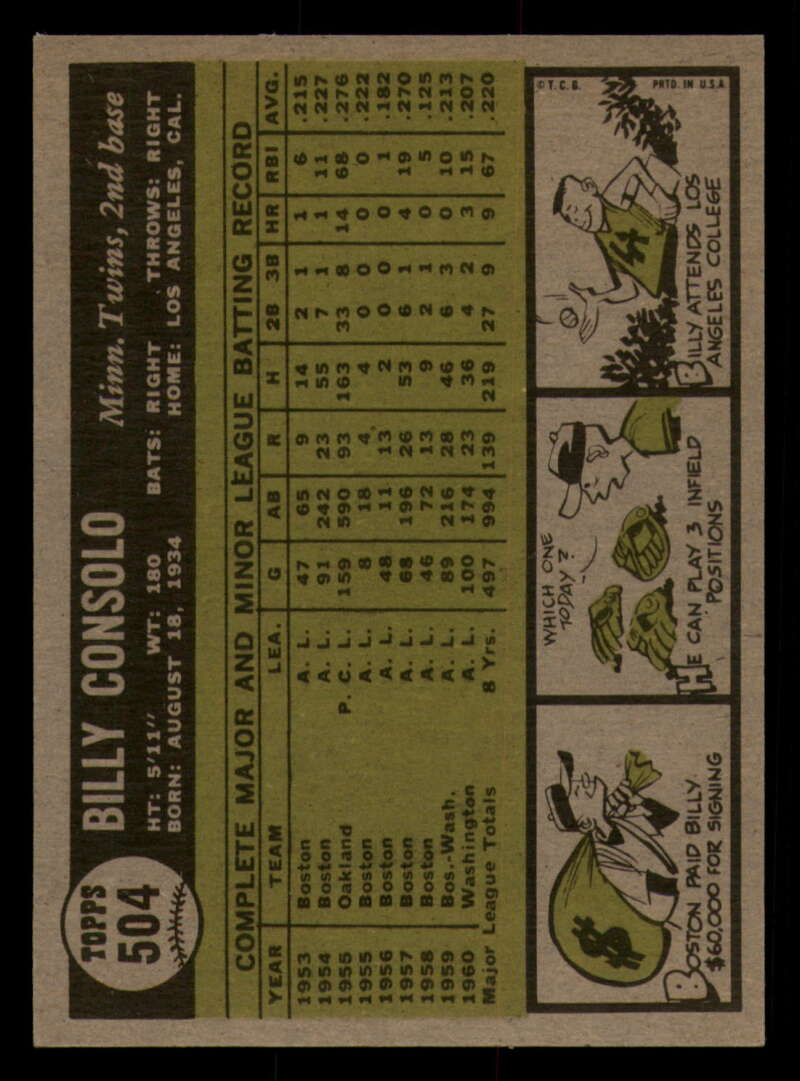 TOPPS
504
BILLY CONSOLO Minn. Twins, 2nd base
HT: 5'11" WT: 180 BATS: RIGHT THROWS: RIGHT
BORN: AUGUST 18, 1934 HOME: LOS ANGELES, CAL.
COMPLETE MAJOR AND MINOR LEAGUE BATTING RECORD
YEAR TEAM LEA. G AB R H 2B 3B HR RBI AVG.
1953 Boston A. L. 47 65 9 14 2 1 1 6 .215
1954 Boston A. L. 91 242 23 55 7 1 1 11 .227
1955 Oakland P. C. L. 159 590 93 163 33 8 14 68 .276
1955 Boston A. L. 8 18 4 4 0 0 0 0 .222
1956 Boston A. L. 48 11 13 2 0 0 0 1 .182
1957 Boston A. L. 68 196 26 53 6 1 4 19 .270
1958 Boston A. L. 46 72 13 9 2 1 0 5 .125
1959 Bos.-Wash. A. L. 89 216 28 46 6 3 0 10 .213
1960 Washington A. L. 100 174 23 36 4 2 3 15 .207
Major League Totals 8 Yrs. 497 994 139 219 27 9 9 67 .220
$
BOSTON PAID BILLY
$60,000 FOR SIGNING
WHICH ONE
TODAY?
HE CAN PLAY 3 INFIELD
POSITIONS
© T. C. G. PRTD. IN U.S.A.
44
BILLY ATTENDS LOS
ANGELES COLLEGE